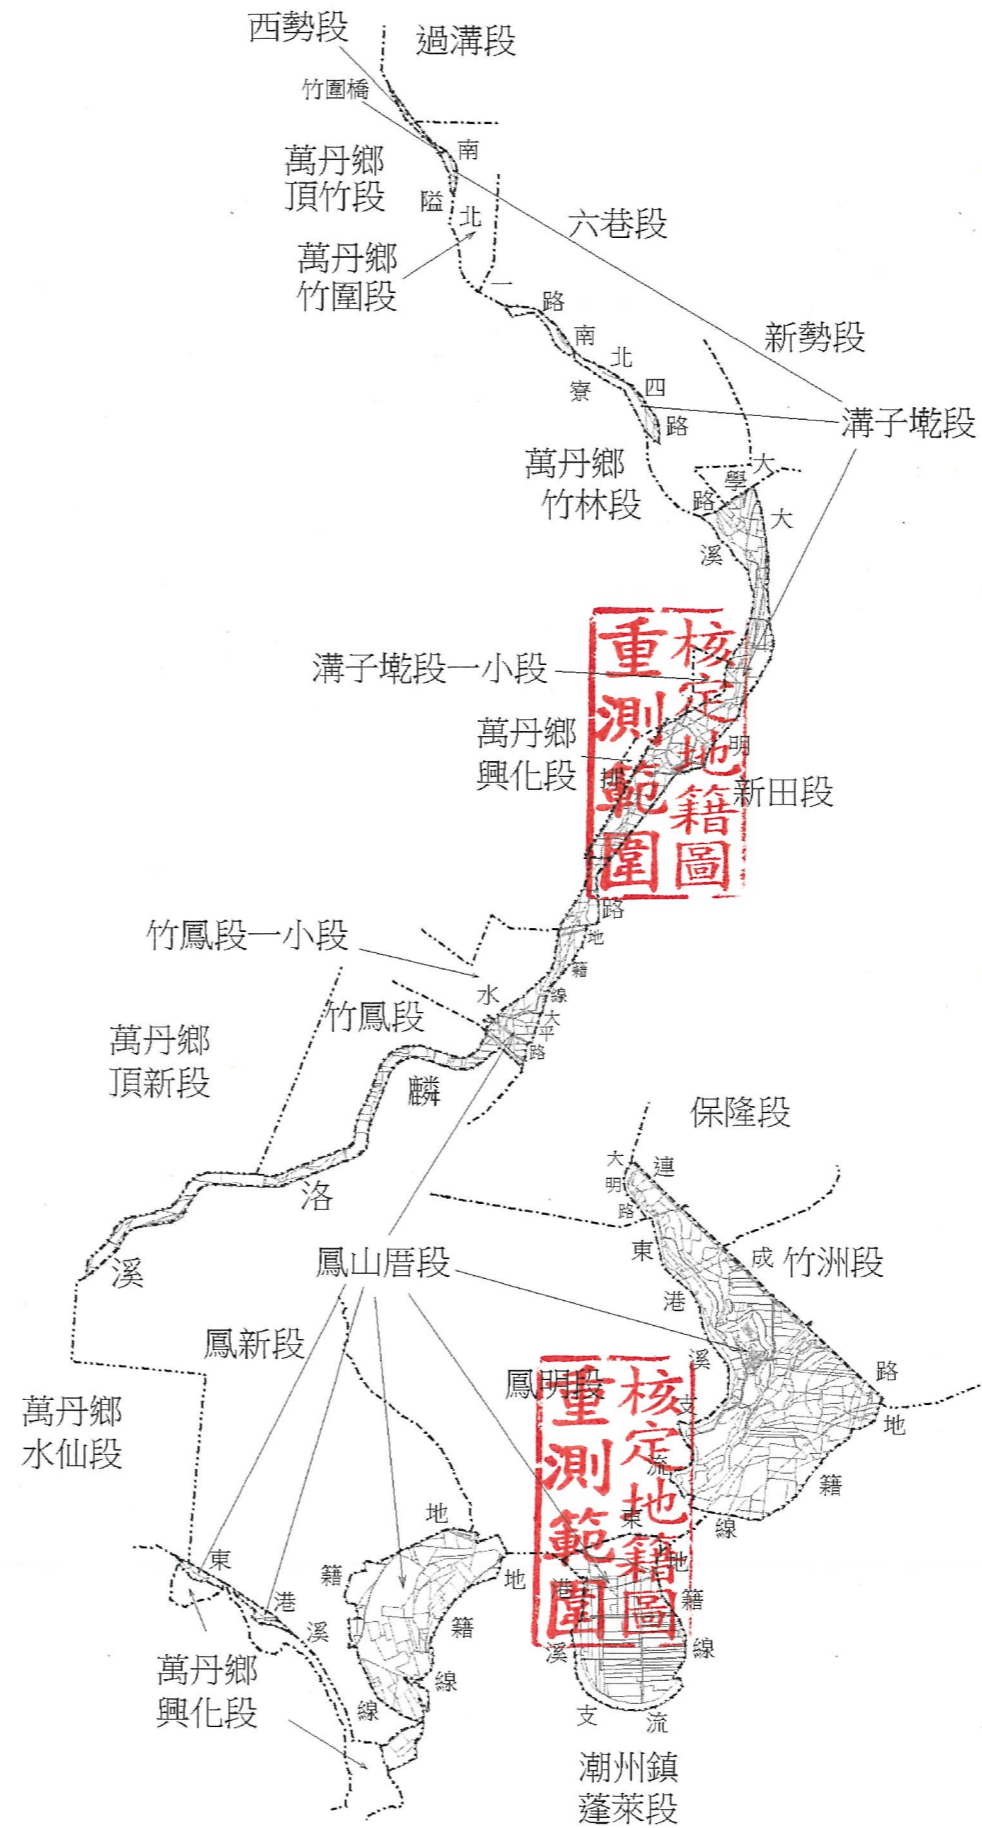 西勢段
過溝段
竹圍橋
萬丹鄉
頂竹段
南
隘
北
六巷段
萬丹鄉
竹圍段
一
路
新勢段
南
北
寮
四
路
溝子墘段
萬丹鄉
竹林段
大
學
路
大
溪
核定地籍圖
重測範圍
溝子墘段一小段
萬丹鄉
興化段
排
明
新田段
路
竹鳳段一小段
地
籍
線
水
竹鳳段
大
平
路
萬丹鄉
頂新段
麟
保隆段
大
明
路
連
洛
東
成
竹洲段
溪
鳳山厝段
港
鳳新段
溪
路
鳳明段
支
地
萬丹鄉
水仙段
核定地籍圖
重測範圍
流
籍
線
地
東
東
籍
地
地
港
籍
港
溪
籍
線
溪
萬丹鄉
興化段
線
線
支
流
潮州鎮
蓬萊段